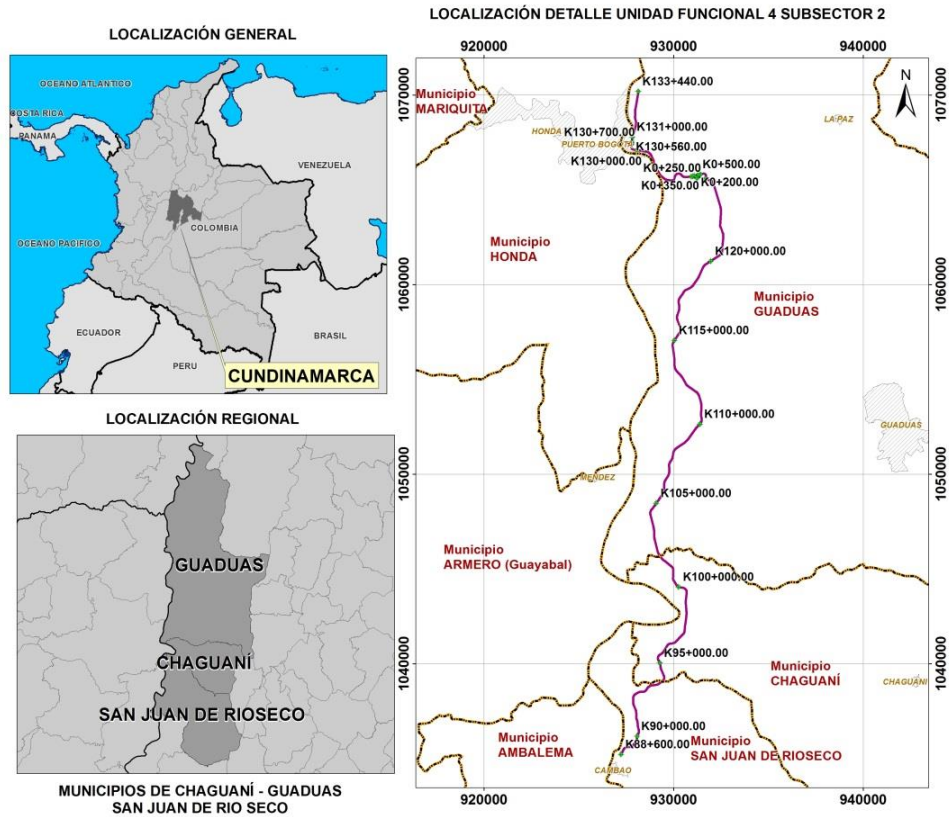 LOCALIZACIÓN GENERAL
OCEANO ATLANTICO
COSTA RICA
PANAMA
VENEZUELA
OCEANO PACIFICO
COLOMBIA
ECUADOR
PERU
BRASIL
CUNDINAMARCA
LOCALIZACIÓN REGIONAL
GUADUAS
CHAGUANÍ
SAN JUAN DE RIOSECO
MUNICIPIOS DE CHAGUANÍ - GUADUAS
SAN JUAN DE RIO SECO
LOCALIZACIÓN DETALLE UNIDAD FUNCIONAL 4 SUBSECTOR 2
920000
930000
940000
N
1070000
1070000
Municipio
MARIQUITA
K133+440.00
LA PAZ
HONDA
K130+700.00
K131+000.00
PUERTO BOGOTA
K130+560.00
K130+000.00
K0+250.00
K0+500.00
K0+350.00
K0+200.00
Municipio
HONDA
K120+000.00
1060000
1060000
Municipio
GUADUAS
K115+000.00
K110+000.00
GUADUAS
1050000
1050000
MENDEZ
K105+000.00
Municipio
ARMERO (Guayabal)
K100+000.00
K95+000.00
1040000
1040000
Municipio
CHAGUANÍ
CHAGUANI
Municipio
AMBALEMA
K90+000.00
K88+600.00
Municipio
SAN JUAN DE RIOSECO
CAMBAO
920000
930000
940000